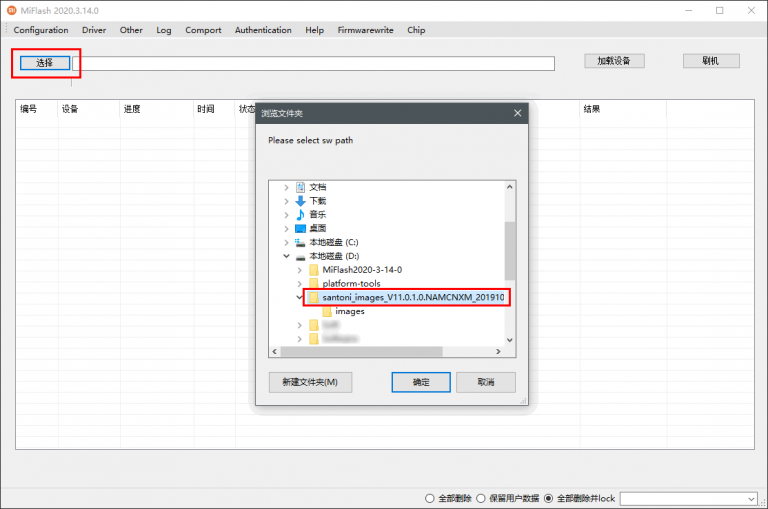 MiFlash 2020.3.14.0
Configuration Driver Other Log Comport Authentication Help Firmwarewrite Chip
选择 加载设备 刷机
编号 设备 进度 时间 状态 结果
浏览文件夹
Please select sw path
文档
下载
音乐
桌面
本地磁盘 (C:)
本地磁盘 (D:)
MiFlash2020-3-14-0
platform-tools
santoni_images_V11.0.1.0.NAMCNXM_201910
images
新建文件夹(M) 确定 取消
全部删除 保留用户数据 全部删除并lock